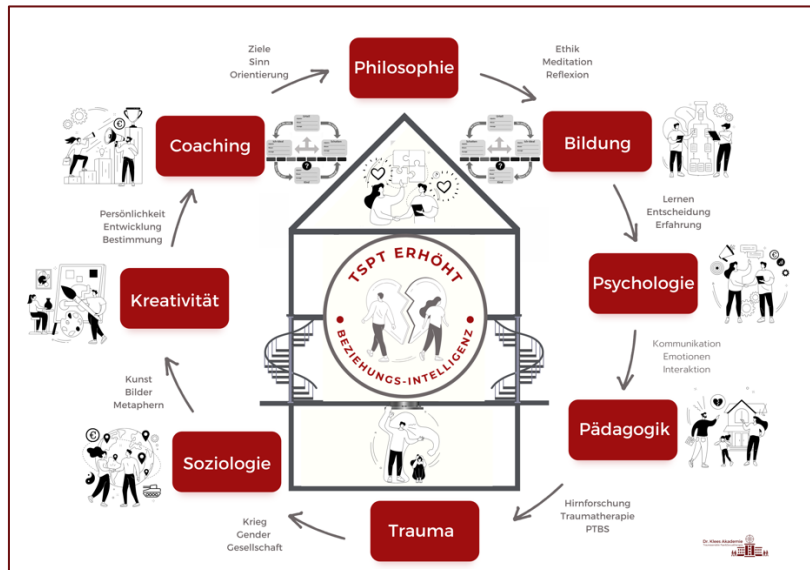 Philosophie
Ethik
Meditation
Reflexion
Bildung
Lernen
Entscheidung
Erfahrung
Psychologie
Kommunikation
Emotionen
Interaktion
Pädagogik
Hirnforschung
Traumatherapie
PTBS
Trauma
Krieg
Gender
Gesellschaft
Soziologie
Kunst
Bilder
Metaphern
Kreativität
Persönlichkeit
Entwicklung
Bestimmung
Coaching
Ziele
Sinn
Orientierung
TSPT ERHÖHT
BEZIEHUNGS-INTELLIGENZ
?
?
€
€
Dr. Klees Akademie